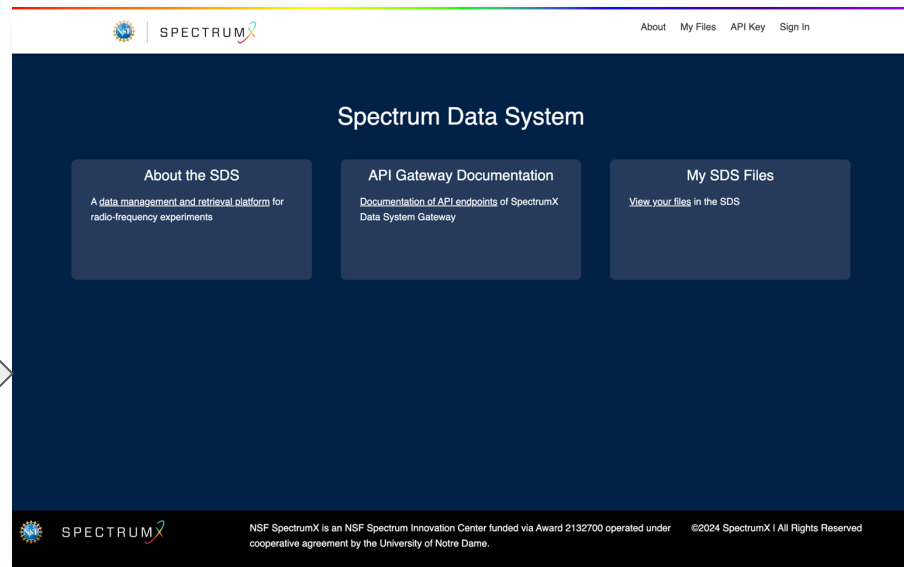 NSF SPECTRUMX About My Files API Key Sign In
Spectrum Data System
About the SDS
A data management and retrieval platform for
radio-frequency experiments
API Gateway Documentation
Documentation of API endpoints of SpectrumX
Data System Gateway
My SDS Files
View your files in the SDS
NSF SPECTRUMX
NSF SpectrumX is an NSF Spectrum Innovation Center funded via Award 2132700 operated under
cooperative agreement by the University of Notre Dame.
©2024 SpectrumX I All Rights Reserved